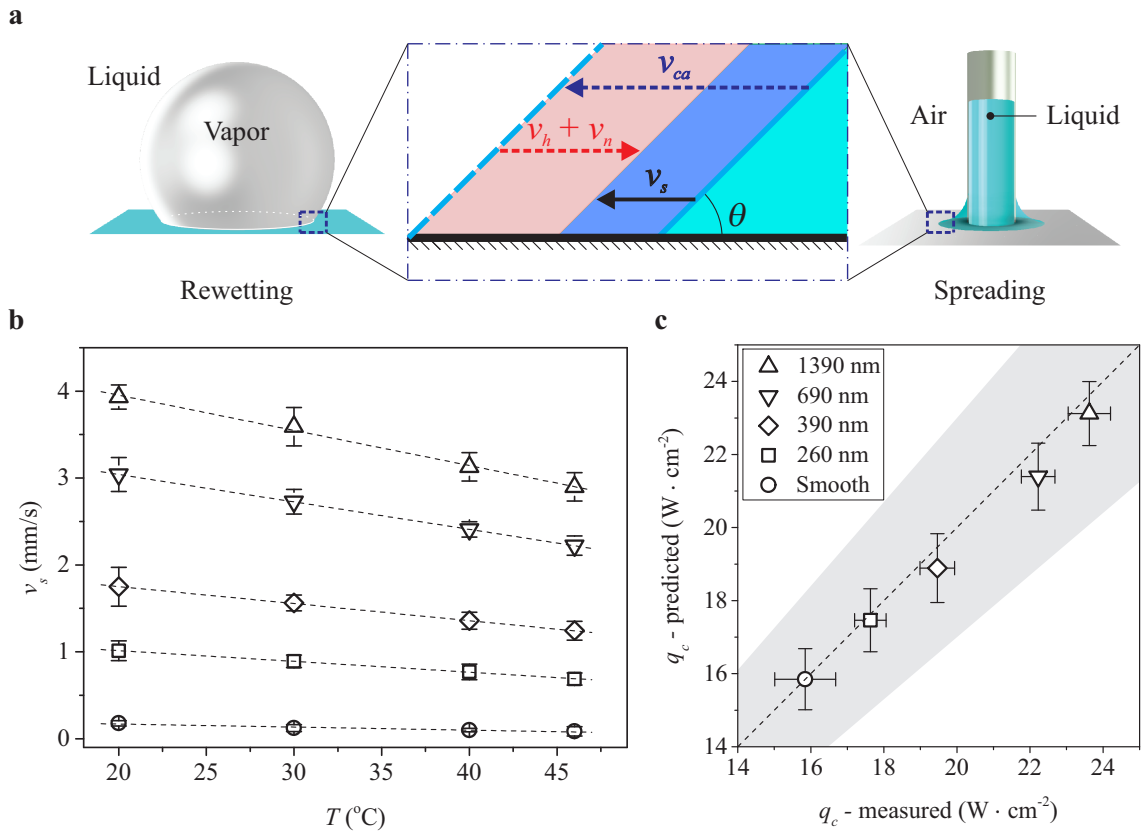 a
Liquid
Vapor
Rewetting
v_ca
v_h + v_n
v_s
θ
Air
Liquid
Spreading
b
v_s (mm/s)
4
3
2
1
0
20 25 30 35 40 45
T (°C)
c
1390 nm
690 nm
390 nm
260 nm
Smooth
q_c - predicted (W · cm⁻²)
24
22
20
18
16
14
14 16 18 20 22 24
q_c - measured (W · cm⁻²)